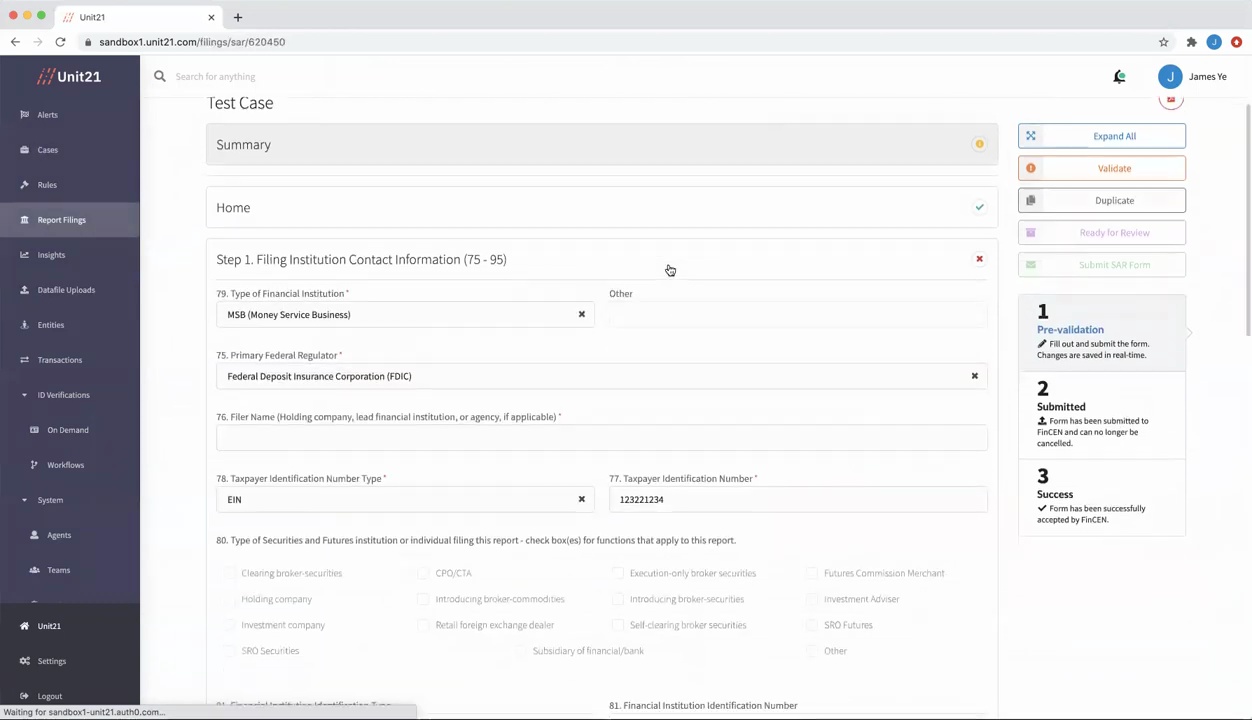 Unit21
sandbox1.unit21.com/filings/sar/620450
J
Unit21
Search for anything
J
James Ye
Alerts
Cases
Rules
Report Filings
Insights
Datafile Uploads
Entities
Transactions
ID Verifications
On Demand
Workflows
System
Agents
Teams
Unit21
Settings
Logout
Waiting for sandbox1-unit21.auth0.com...
Test Case
Summary
Home
Step 1. Filing Institution Contact Information (75 - 95)
79. Type of Financial Institution *
Other
MSB (Money Service Business)
75. Primary Federal Regulator *
Federal Deposit Insurance Corporation (FDIC)
76. Filer Name (Holding company, lead financial institution, or agency, if applicable) *
78. Taxpayer Identification Number Type *
77. Taxpayer Identification Number *
EIN
123221234
80. Type of Securities and Futures institution or individual filing this report - check box(es) for functions that apply to this report.
Clearing broker-securities
CPO/CTA
Execution-only broker securities
Futures Commission Merchant
Holding company
Introducing broker-commodities
Introducing broker-securities
Investment Adviser
Investment company
Retail foreign exchange dealer
Self-clearing broker securities
SRO Futures
SRO Securities
Subsidiary of financial/bank
Other
81. Financial Institution Identification Type
81. Financial Institution Identification Number
Expand All
Validate
Duplicate
Ready for Review
Submit SAR Form
1
Pre-validation
Fill out and submit the form.
Changes are saved in real-time.
2
Submitted
Form has been submitted to
FinCEN and can no longer be
cancelled.
3
Success
Form has been successfully
accepted by FinCEN.